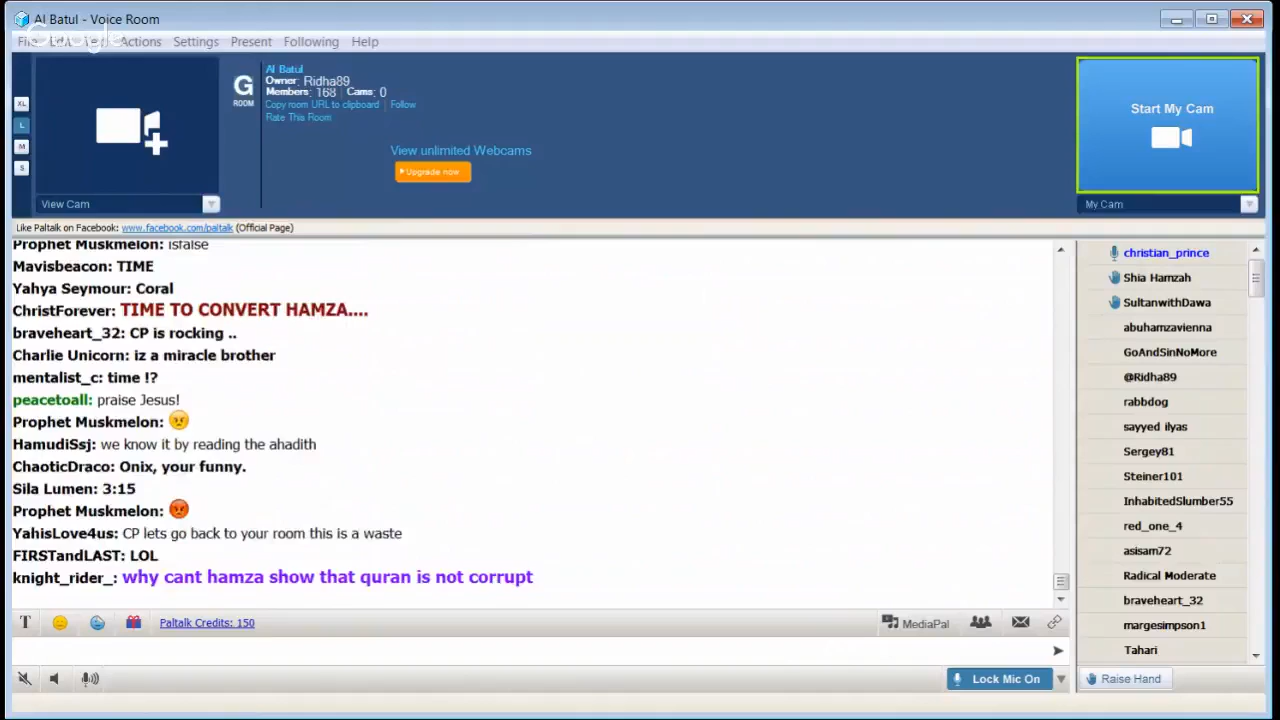 Al Batul - Voice Room
Google
Actions Settings Present Following Help
Al Batul
Owner: Ridha89
Members: 168 Cams: 0
Copy room URL to clipboard Follow
Rate This Room
G
ROOM
View unlimited Webcams
Upgrade now
Start My Cam
XL
L
M
S
View Cam
My Cam
Like Paltalk on Facebook: www.facebook.com/paltalk (Official Page)
Prophet Muskmelon: isfalse
Mavisbeacon: TIME
Yahya Seymour: Coral
ChristForever: TIME TO CONVERT HAMZA....
braveheart_32: CP is rocking ..
Charlie Unicorn: iz a miracle brother
mentalist_c: time !?
peacetoall: praise Jesus!
Prophet Muskmelon:
HamudiSsj: we know it by reading the ahadith
ChaoticDraco: Onix, your funny.
Sila Lumen: 3:15
Prophet Muskmelon:
YahisLove4us: CP lets go back to your room this is a waste
FIRSTandLAST: LOL
knight_rider_: why cant hamza show that quran is not corrupt
christian_prince
Shia Hamzah
SultanwithDawa
abuhamzavienna
GoAndSinNoMore
@Ridha89
rabbdog
sayyed ilyas
Sergey81
Steiner101
InhabitedSlumber55
red_one_4
asisam72
Radical Moderate
braveheart_32
margesimpson1
Tahari
T Paltalk Credits: 150 MediaPal
Lock Mic On
Raise Hand